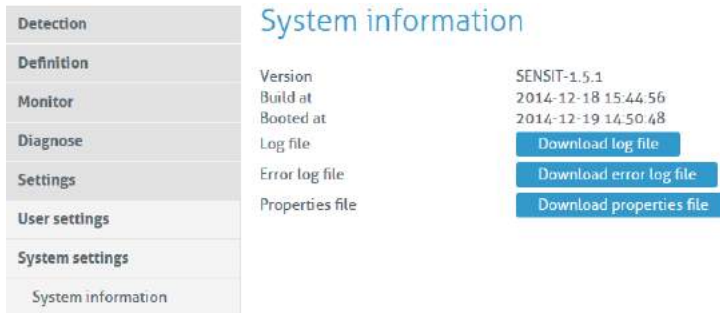 Detection
Definition
Monitor
Diagnose
Settings
User settings
System settings
System information
System information
Version SENSIT-1.5.1
Build at 2014-12-18 15:44:56
Booted at 2014-12-19 14:50:48
Log file Download log file
Error log file Download error log file
Properties file Download properties file